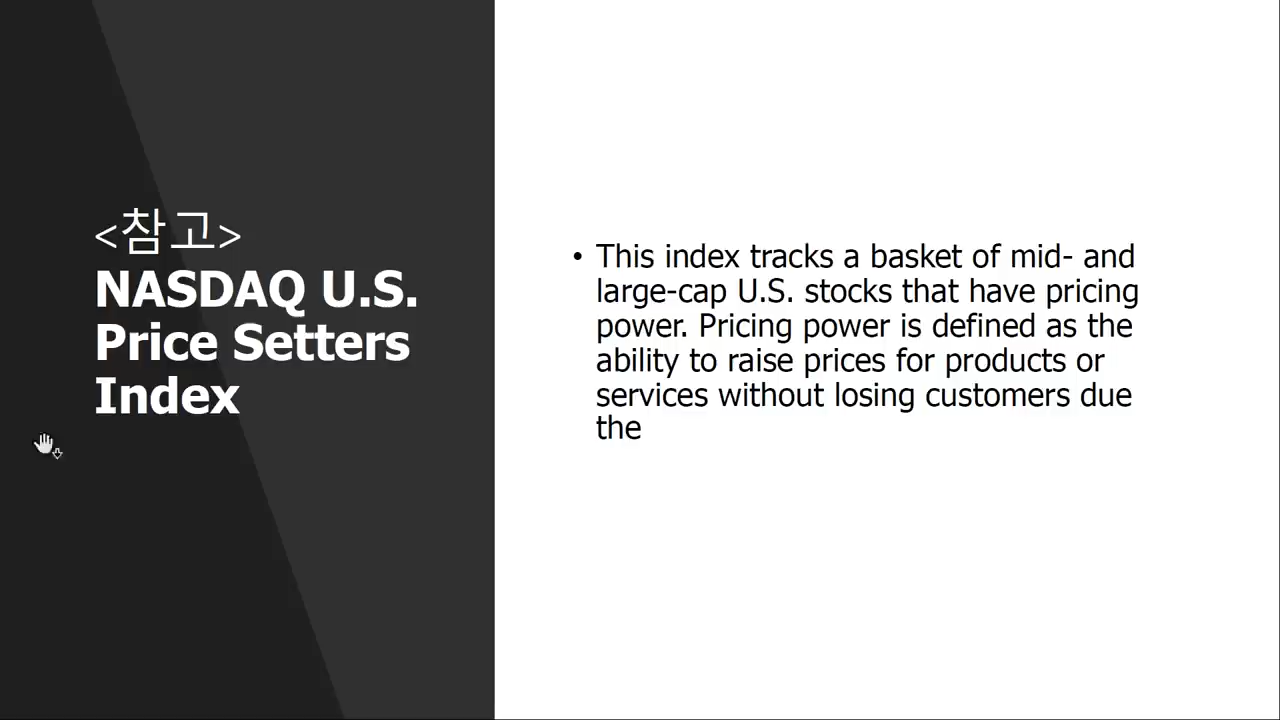 <참고>
NASDAQ U.S.
Price Setters
Index
• This index tracks a basket of mid- and
large-cap U.S. stocks that have pricing
power. Pricing power is defined as the
ability to raise prices for products or
services without losing customers due
the